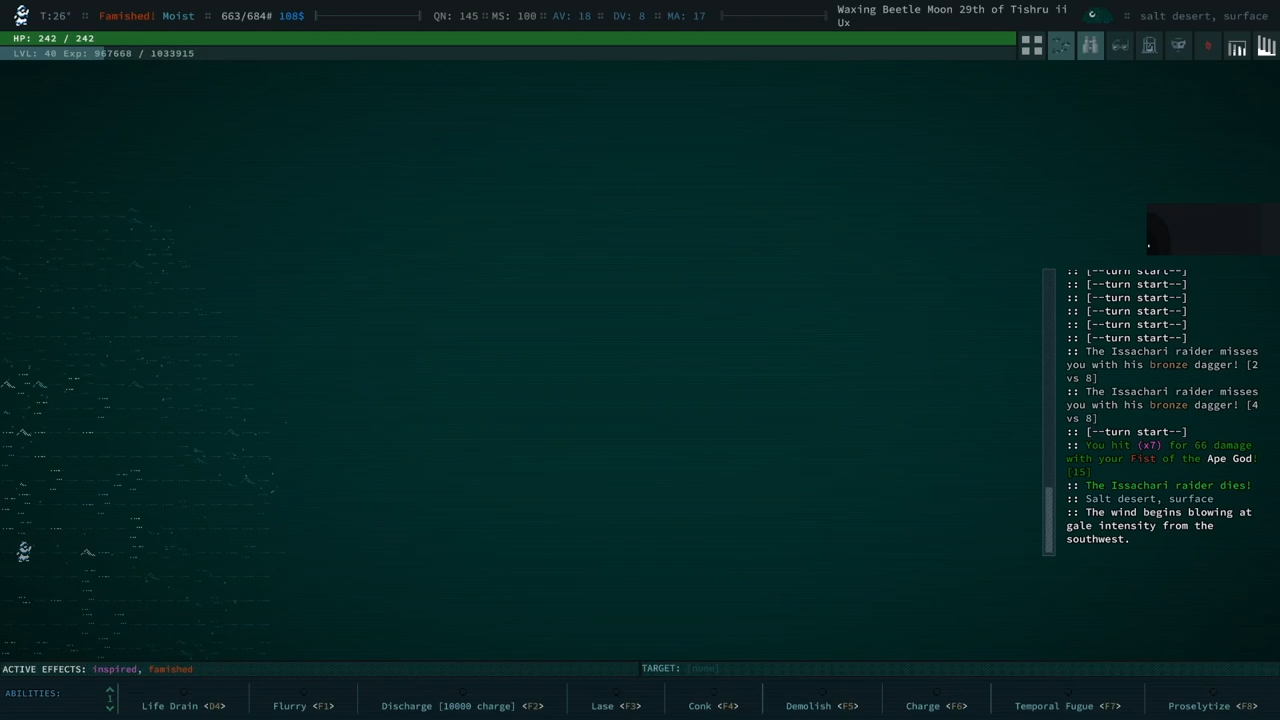 T:26° :: Famished! Moist :: 663/684# 108$ QN: 145 :: MS: 100 :: AV: 18 :: DV: 8 :: MA: 17 Waxing Beetle Moon 29th of Tishru ii Ux :: salt desert, surface
HP: 242 / 242
LVL: 40 Exp: 967668 / 1033915
:: [--turn start--]
:: [--turn start--]
:: [--turn start--]
:: [--turn start--]
:: [--turn start--]
:: [--turn start--]
:: The Issachari raider misses
you with his bronze dagger! [2
vs 8]
:: The Issachari raider misses
you with his bronze dagger! [4
vs 8]
:: [--turn start--]
:: You hit (x7) for 66 damage
with your Fist of the Ape God!
[15]
:: The Issachari raider dies!
:: Salt desert, surface
:: The wind begins blowing at
gale intensity from the
southwest.
ACTIVE EFFECTS: inspired, famished TARGET: [none]
ABILITIES: 1 Life Drain <D4> Flurry <F1> Discharge [10000 charge] <F2> Lase <F3> Conk <F4> Demolish <F5> Charge <F6> Temporal Fugue <F7> Proselytize <F8>